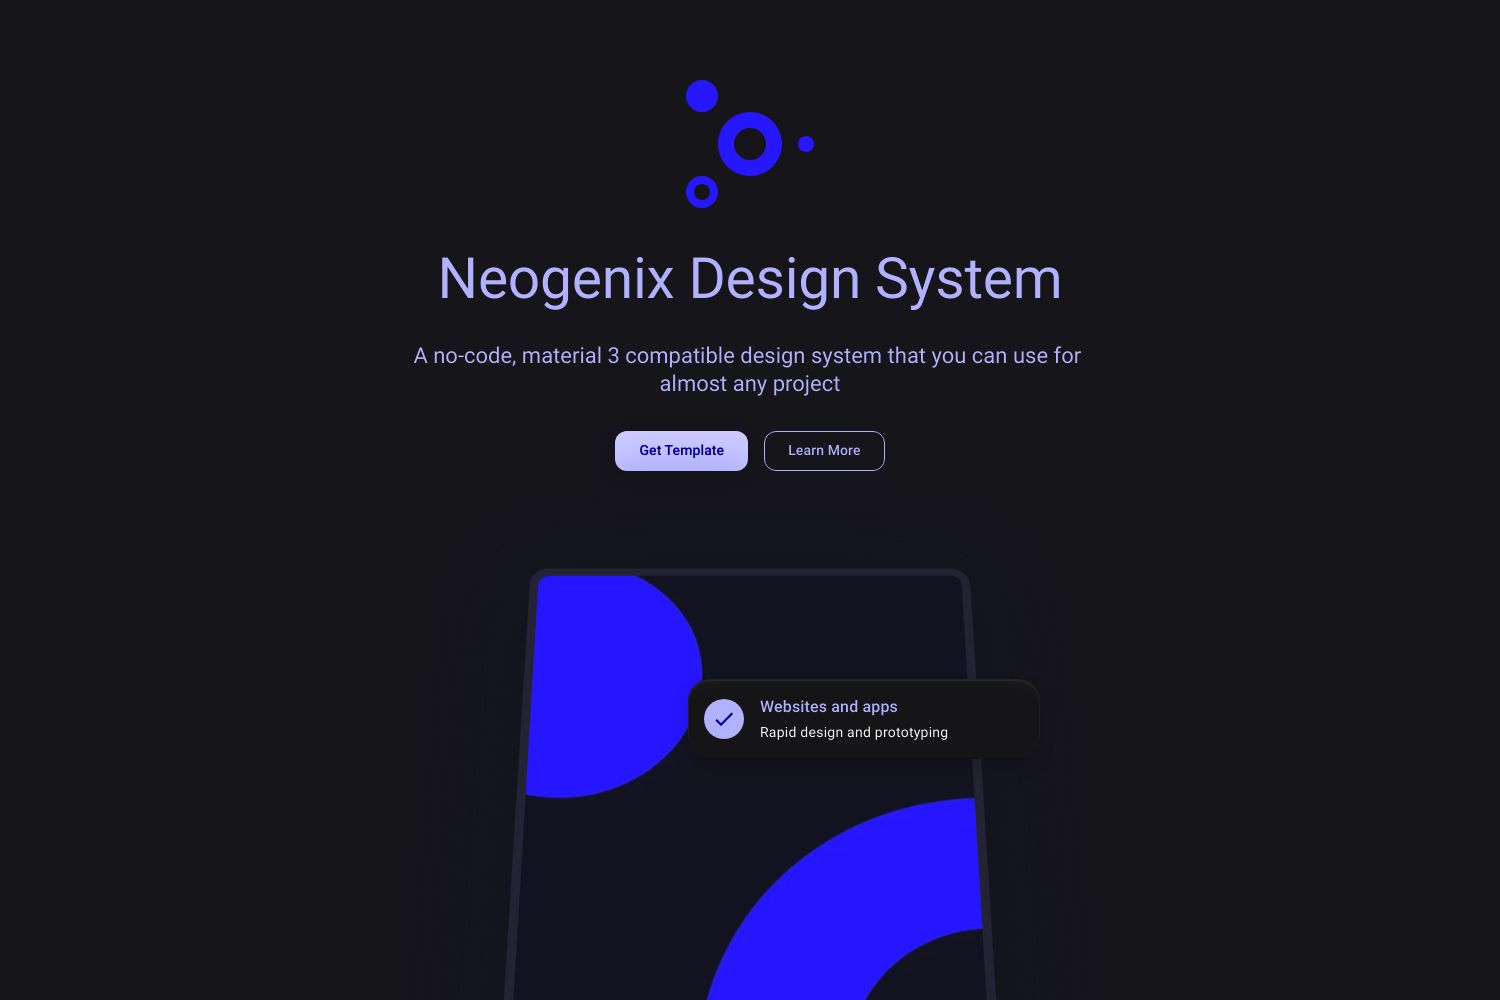 Neogenix Design System
A no-code, material 3 compatible design system that you can use for
almost any project
Get Template
Learn More
Websites and apps
Rapid design and prototyping